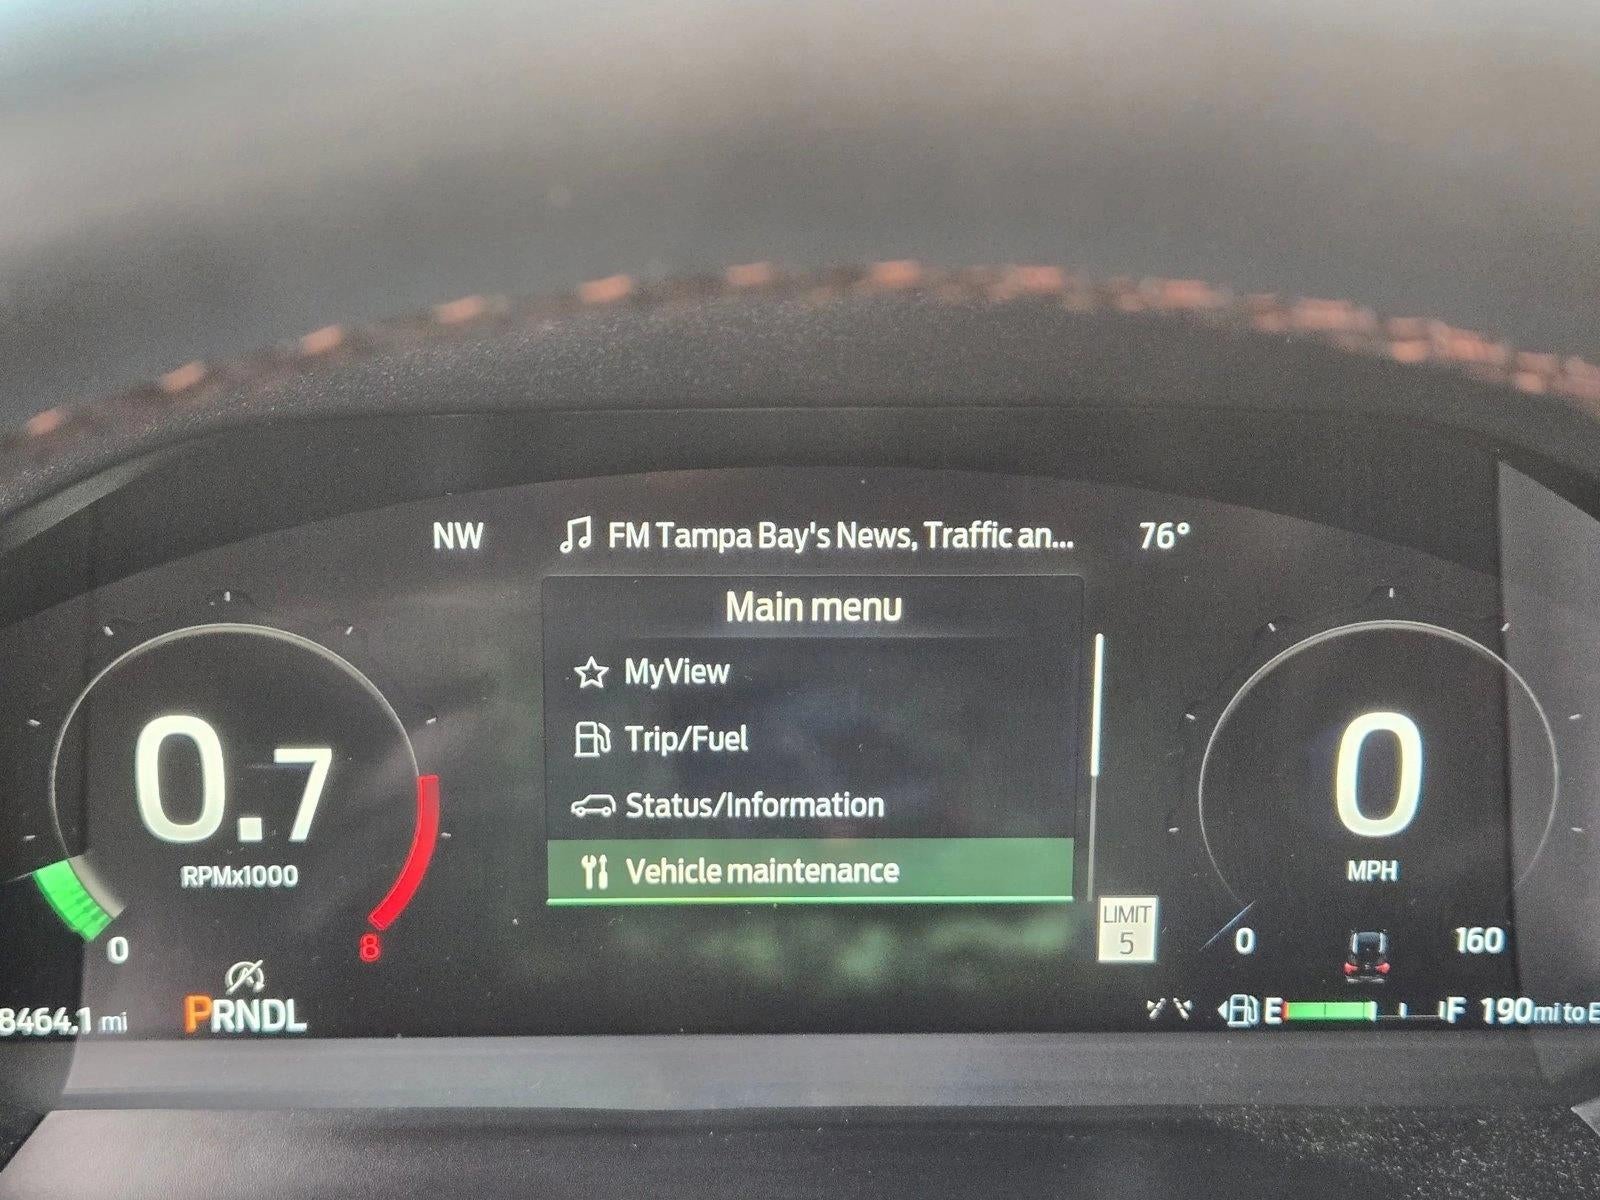 NW
FM Tampa Bay's News, Traffic an...
76°
Main menu
MyView
Trip/Fuel
Status/Information
Vehicle maintenance
0.7
RPMx1000
0
8
0
MPH
0
160
LIMIT
5
8464.1 mi
PRNDL
E
F
190 mi to E